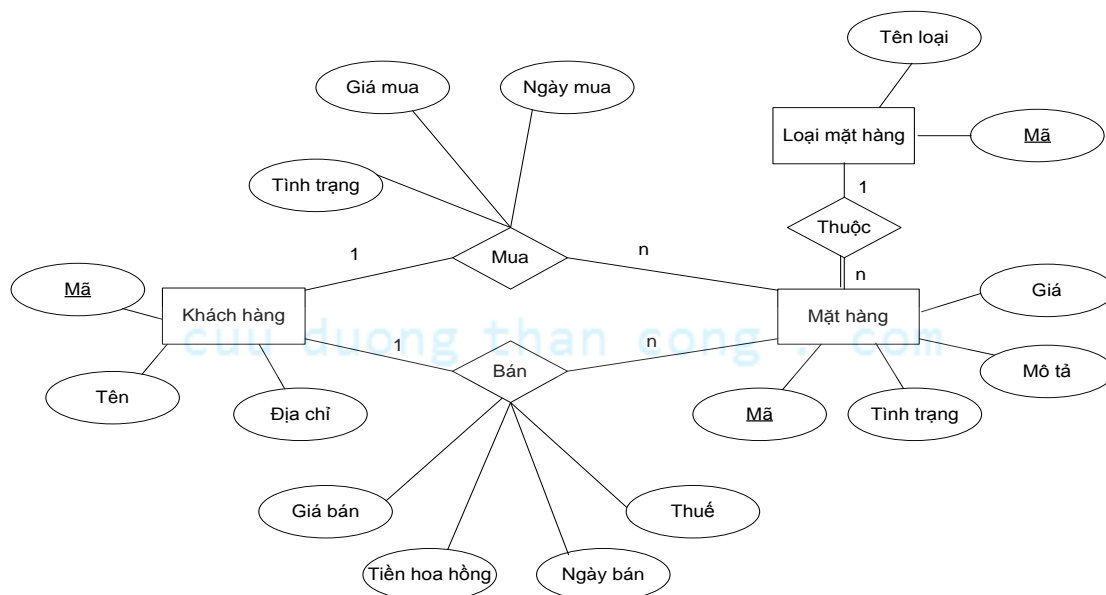 Tên loại
Giá mua
Ngày mua
Loại mặt hàng
Mã
Tình trạng
1
Thuộc
1
Mua
n
n
Mã
Khách hàng
Mặt hàng
Giá
cuu duong than cong . com
1
n
Bán
Mô tả
Tên
Địa chỉ
Mã
Tình trạng
Giá bán
Thuế
Tiền hoa hồng
Ngày bán